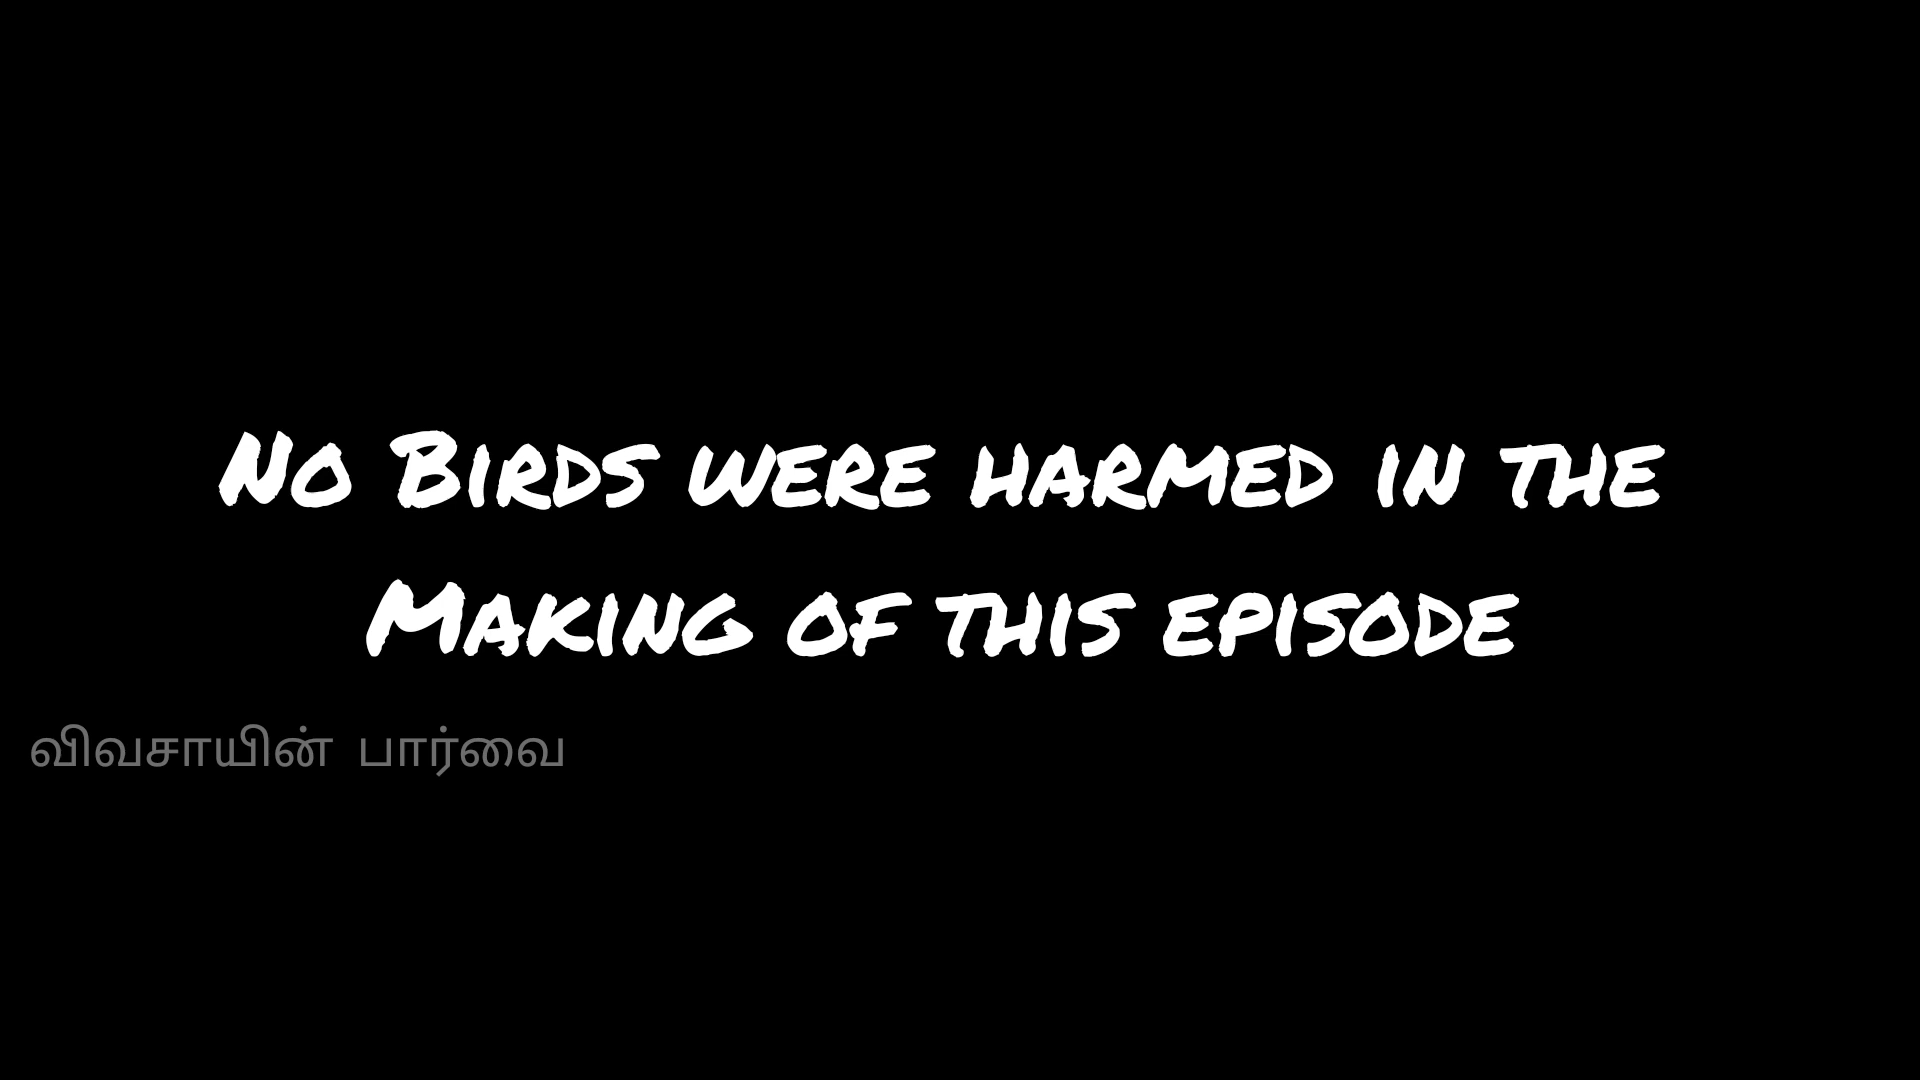 No Birds were harmed in the
Making of this episode
விவசாயின் பார்வை